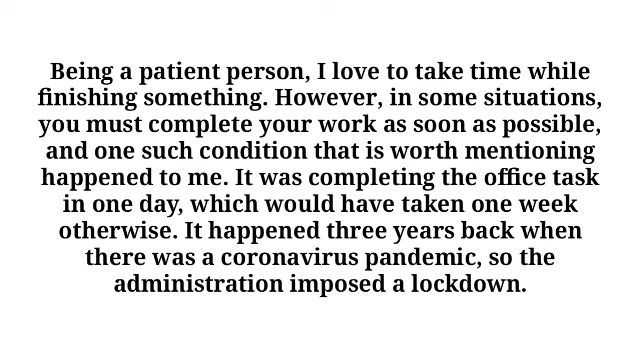 Being a patient person, I love to take time while
finishing something. However, in some situations,
you must complete your work as soon as possible,
and one such condition that is worth mentioning
happened to me. It was completing the office task
in one day, which would have taken one week
otherwise. It happened three years back when
there was a coronavirus pandemic, so the
administration imposed a lockdown.